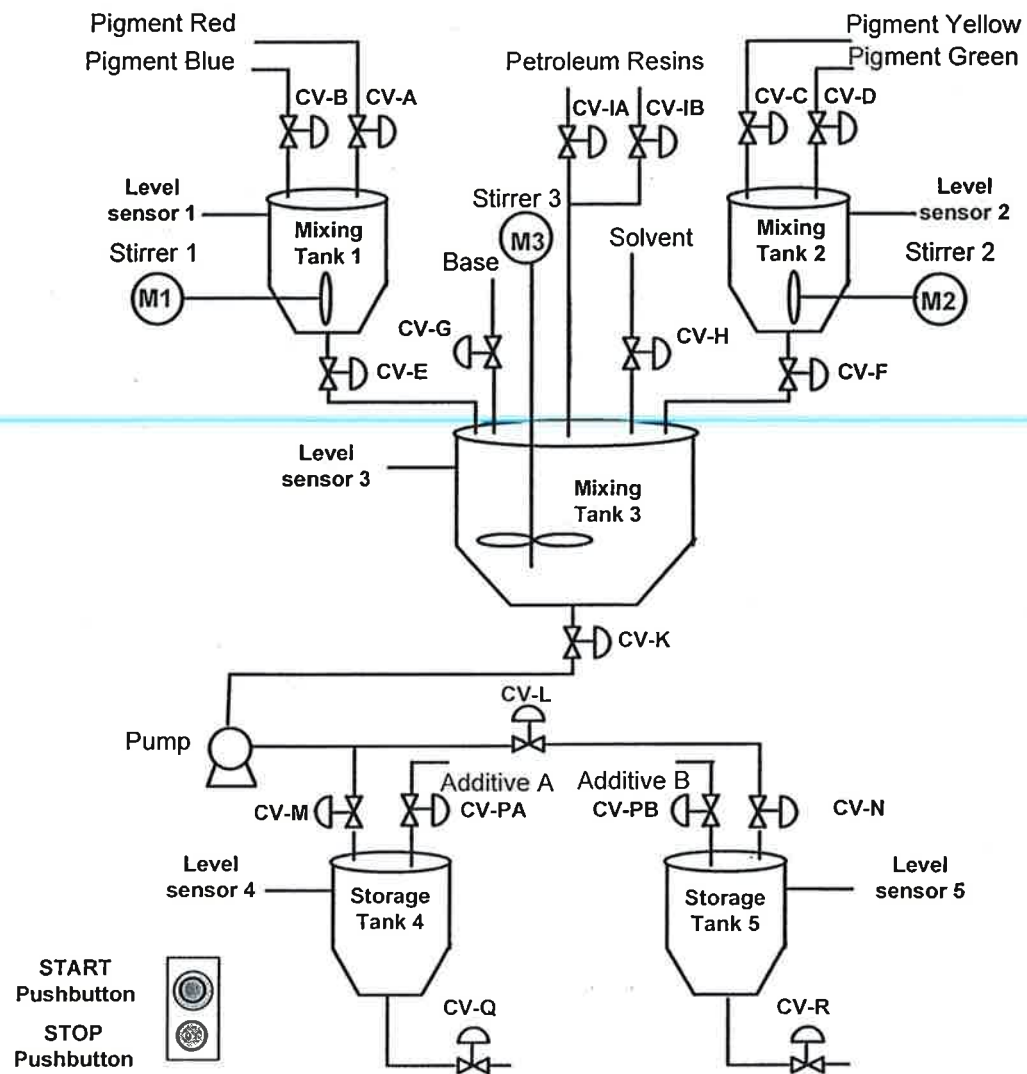 Pigment Red
Pigment Blue
Petroleum Resins
Pigment Yellow
Pigment Green
CV-B
CV-A
CV-IA
CV-IB
CV-C
CV-D
Level
sensor 1
Mixing
Tank 1
Stirrer 3
M3
Solvent
Mixing
Tank 2
Level
sensor 2
Stirrer 1
M1
Base
Stirrer 2
M2
CV-G
CV-E
CV-H
CV-F
Level
sensor 3
Mixing
Tank 3
CV-K
CV-L
Pump
Additive A
Additive B
CV-M
CV-PA
CV-PB
CV-N
Level
sensor 4
Storage
Tank 4
Storage
Tank 5
Level
sensor 5
START
Pushbutton
STOP
Pushbutton
CV-Q
CV-R